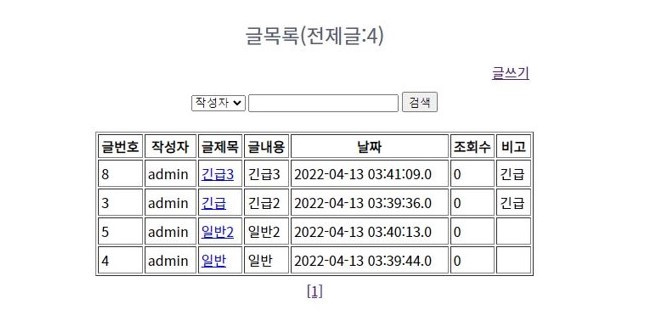 글목록(전제글:4)
글쓰기
작성자 검색
글번호 작성자 글제목 글내용 날짜 조회수 비고
8 admin 긴급3 긴급3 2022-04-13 03:41:09.0 0 긴급
3 admin 긴급 긴급2 2022-04-13 03:39:36.0 0 긴급
5 admin 일반2 일반2 2022-04-13 03:40:13.0 0
4 admin 일반 일반 2022-04-13 03:39:44.0 0
[1]